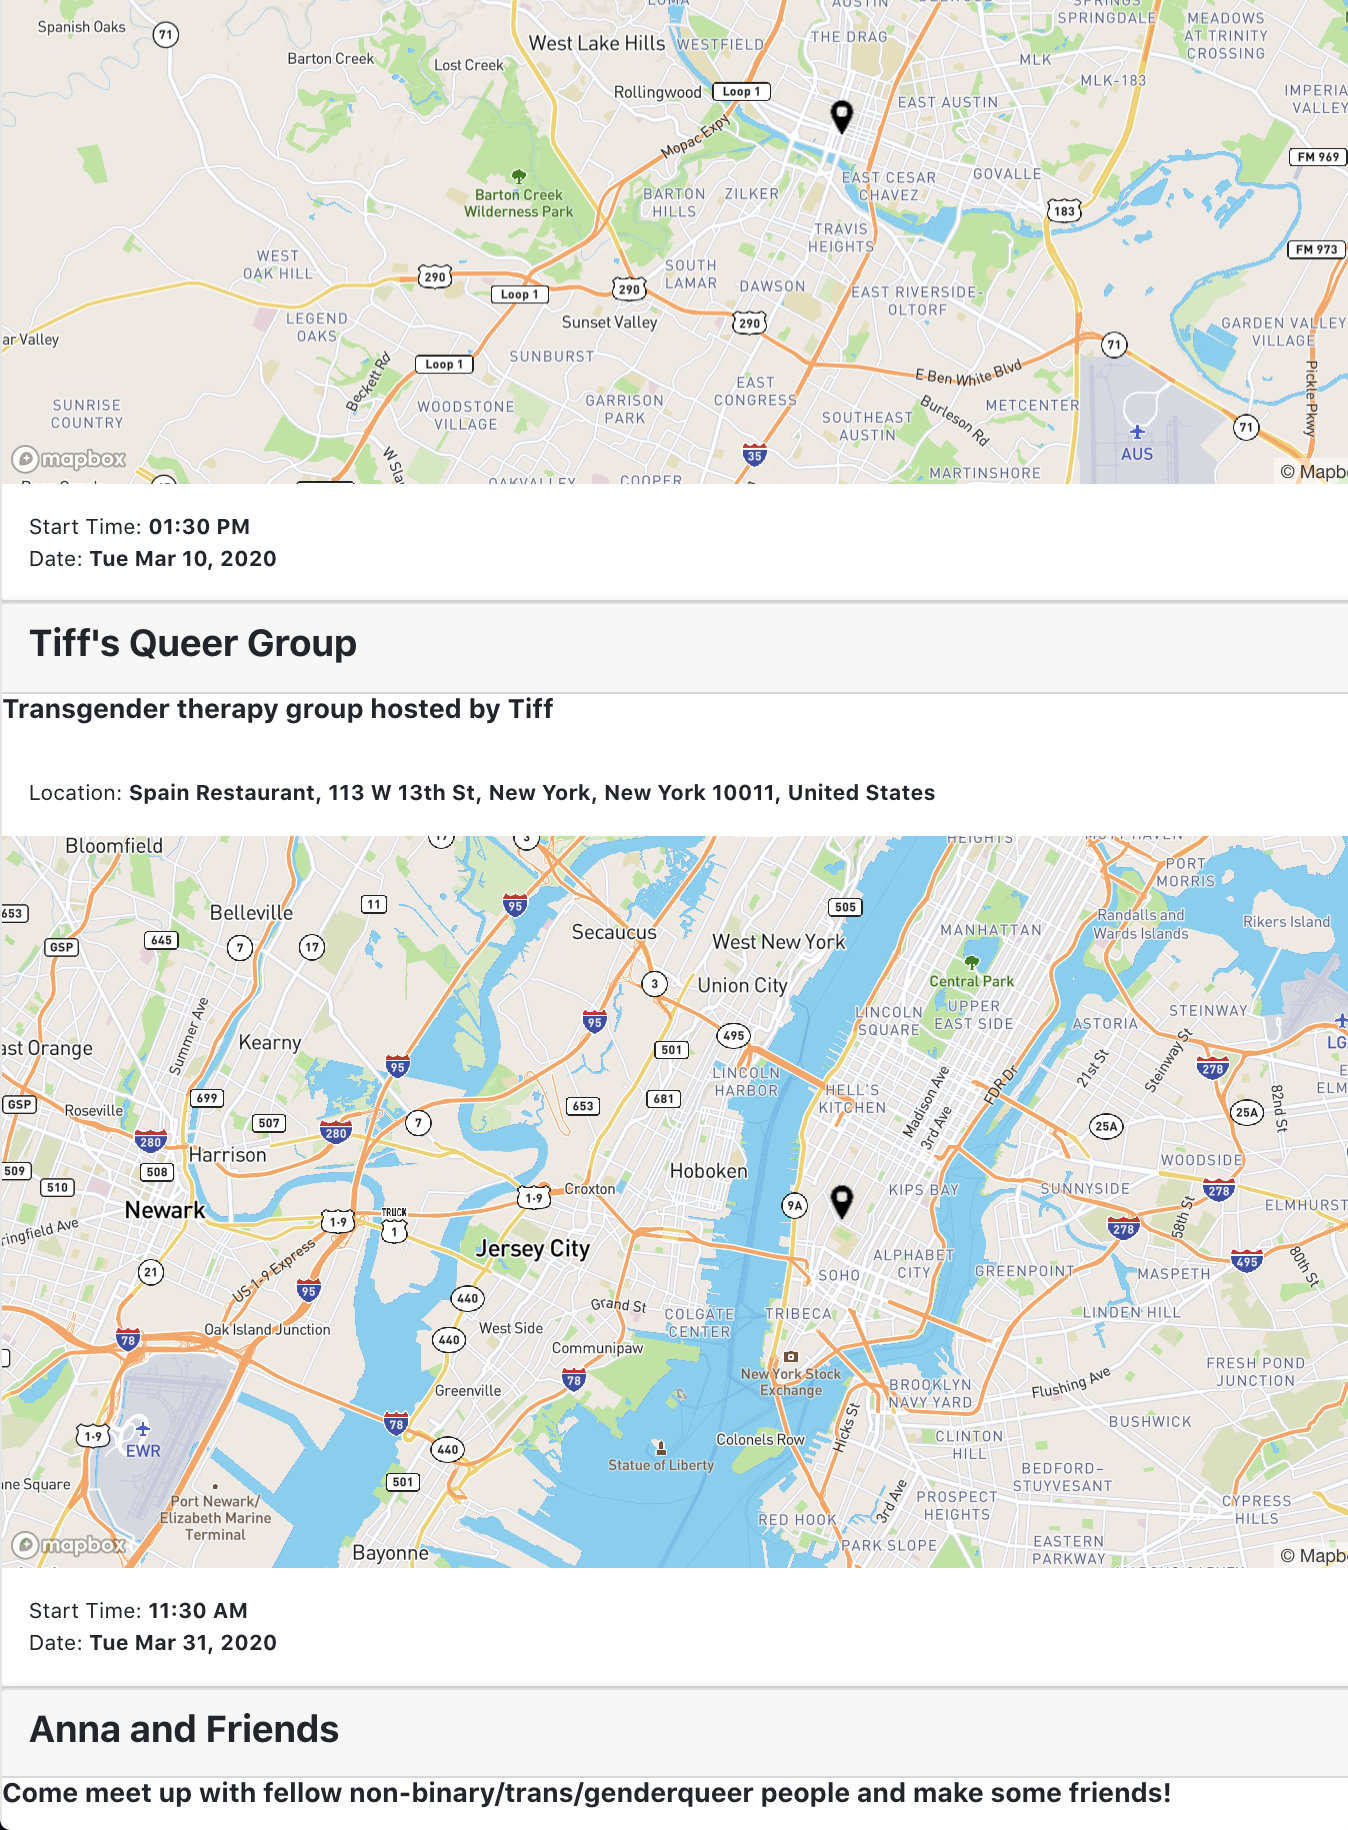 AUSTIN
SPRINGDALE
MEADOWS
AT TRINITY
CROSSING
Spanish Oaks
71
Barton Creek
Lost Creek
West Lake Hills
WESTFIELD
THE DRAG
MLK
MLK-183
Rollingwood
Loop 1
EAST AUSTIN
Mopac Expy
FM 969
Barton Creek
Wilderness Park
BARTON
HILLS
ZILKER
EAST CESAR
CHAVEZ
GOVALLE
183
TRAVIS
HEIGHTS
FM 973
WEST
OAK HILL
290
Loop 1
290
SOUTH
LAMAR
DAWSON
EAST RIVERSIDE-
OLTORF
LEGEND
OAKS
Sunset Valley
290
GARDEN VALLEY
VILLAGE
ar Valley
Loop 1
SUNBURST
71
Beckett Rd
E Ben White Blvd
Pickle Pkwy
SUNRISE
COUNTRY
WOODSTONE
VILLAGE
GARRISON
PARK
EAST
CONGRESS
SOUTHEAST
AUSTIN
Burleson Rd
METCENTER
71
mapbox
35
AUS
MARTINSHORE
© Mapb
OAKVALLEY
COOPER
Start Time: 01:30 PM
Date: Tue Mar 10, 2020
Tiff's Queer Group
Transgender therapy group hosted by Tiff
Location: Spain Restaurant, 113 W 13th St, New York, New York 10011, United States
Bloomfield
17
3
HEIGHTS
PORT
MORRIS
653
Belleville
11
95
505
Randalls and
Wards Islands
Rikers Island
GSP
645
7
17
Secaucus
West New York
MANHATTAN
3
Union City
Central Park
95
LINCOLN
SQUARE
UPPER
EAST SIDE
ASTORIA
STEINWAY
Summer Ave
Kearny
ast Orange
501
495
21st St
Steinway St
95
LINCOLN
HARBOR
HELL'S
KITCHEN
Madison Ave
3rd Ave
FDR Dr
278
82nd St
GSP
Roseville
699
507
280
280
7
653
681
25A
25A
Harrison
509
508
510
Hoboken
WOODSIDE
Newark
1-9
TRUCK
1
1-9
Croxton
9A
KIPS BAY
SUNNYSIDE
278
ELMHURST
58th St
278
Jersey City
ALPHABET
CITY
SOHO
GREENPOINT
MASPETH
495
80th St
21
US 1-9 Express
95
440
Grand St
COLGATE
CENTER
TRIBECA
LINDEN HILL
78
Oak Island Junction
440
West Side
Communipaw
78
New York Stock
Exchange
FRESH POND
JUNCTION
Greenville
BROOKLYN
NAVY YARD
Flushing Ave
78
BUSHWICK
1-9
EWR
440
Colonels Row
Hicks St
CLINTON
HILL
Statue of Liberty
ne Square
501
BEDFORD-
STUYVESANT
Port Newark/
Elizabeth Marine
Terminal
3rd Ave
PROSPECT
HEIGHTS
CYPRESS
HILLS
RED HOOK
mapbox
Bayonne
PARK SLOPE
EASTERN
PARKWAY
© Mapb
Start Time: 11:30 AM
Date: Tue Mar 31, 2020
Anna and Friends
Come meet up with fellow non-binary/trans/genderqueer people and make some friends!